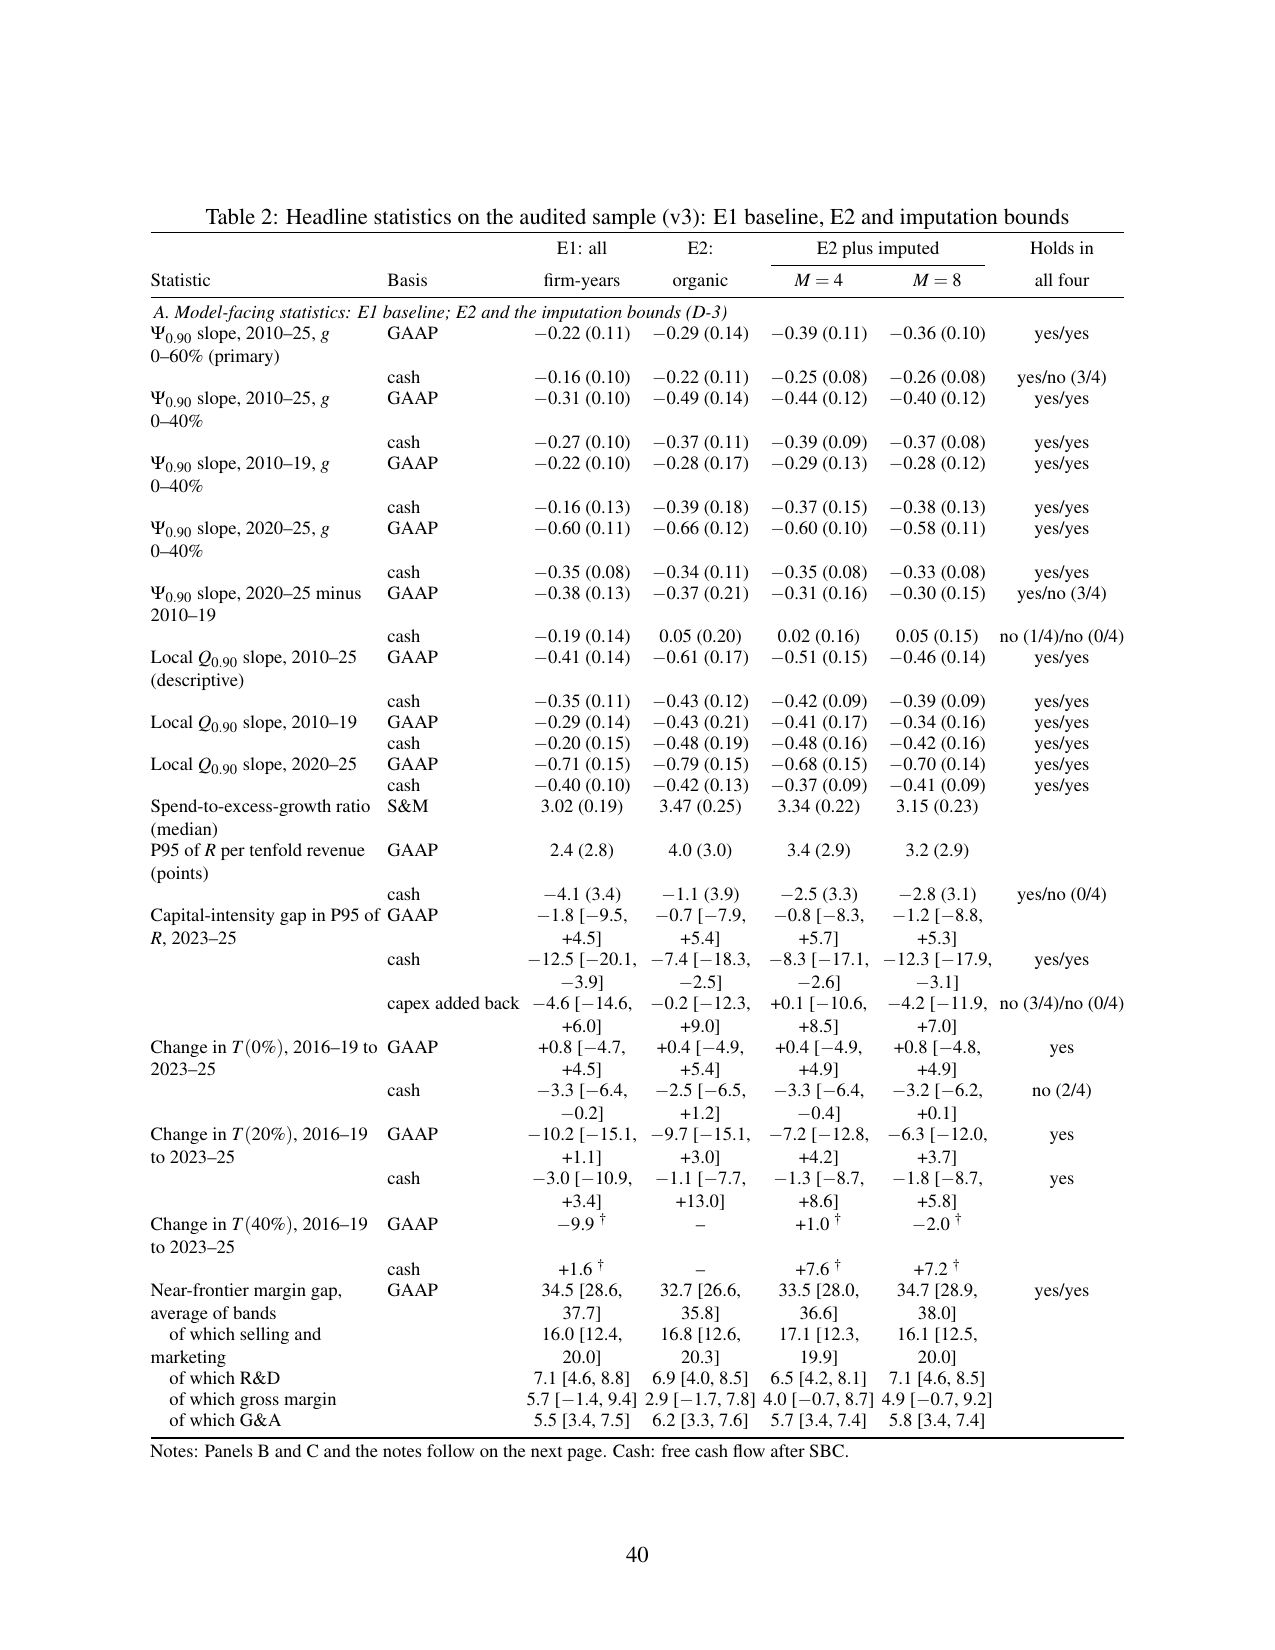 Table 2: Headline statistics on the audited sample (v3): E1 baseline, E2 and imputation bounds
E1: all E2: E2 plus imputed Holds in
Statistic Basis firm-years organic M = 4 M = 8 all four
A. Model-facing statistics: E1 baseline; E2 and the imputation bounds (D-3)
Ψ0.90 slope, 2010–25, g GAAP −0.22 (0.11) −0.29 (0.14) −0.39 (0.11) −0.36 (0.10) yes/yes
0–60% (primary)
cash −0.16 (0.10) −0.22 (0.11) −0.25 (0.08) −0.26 (0.08) yes/no (3/4)
Ψ0.90 slope, 2010–25, g GAAP −0.31 (0.10) −0.49 (0.14) −0.44 (0.12) −0.40 (0.12) yes/yes
0–40%
cash −0.27 (0.10) −0.37 (0.11) −0.39 (0.09) −0.37 (0.08) yes/yes
Ψ0.90 slope, 2010–19, g GAAP −0.22 (0.10) −0.28 (0.17) −0.29 (0.13) −0.28 (0.12) yes/yes
0–40%
cash −0.16 (0.13) −0.39 (0.18) −0.37 (0.15) −0.38 (0.13) yes/yes
Ψ0.90 slope, 2020–25, g GAAP −0.60 (0.11) −0.66 (0.12) −0.60 (0.10) −0.58 (0.11) yes/yes
0–40%
cash −0.35 (0.08) −0.34 (0.11) −0.35 (0.08) −0.33 (0.08) yes/yes
Ψ0.90 slope, 2020–25 minus GAAP −0.38 (0.13) −0.37 (0.21) −0.31 (0.16) −0.30 (0.15) yes/no (3/4)
2010–19
cash −0.19 (0.14) 0.05 (0.20) 0.02 (0.16) 0.05 (0.15) no (1/4)/no (0/4)
Local Q0.90 slope, 2010–25 GAAP −0.41 (0.14) −0.61 (0.17) −0.51 (0.15) −0.46 (0.14) yes/yes
(descriptive)
cash −0.35 (0.11) −0.43 (0.12) −0.42 (0.09) −0.39 (0.09) yes/yes
Local Q0.90 slope, 2010–19 GAAP −0.29 (0.14) −0.43 (0.21) −0.41 (0.17) −0.34 (0.16) yes/yes
cash −0.20 (0.15) −0.48 (0.19) −0.48 (0.16) −0.42 (0.16) yes/yes
Local Q0.90 slope, 2020–25 GAAP −0.71 (0.15) −0.79 (0.15) −0.68 (0.15) −0.70 (0.14) yes/yes
cash −0.40 (0.10) −0.42 (0.13) −0.37 (0.09) −0.41 (0.09) yes/yes
Spend-to-excess-growth ratio S&M 3.02 (0.19) 3.47 (0.25) 3.34 (0.22) 3.15 (0.23)
(median)
P95 of R per tenfold revenue GAAP 2.4 (2.8) 4.0 (3.0) 3.4 (2.9) 3.2 (2.9)
(points)
cash −4.1 (3.4) −1.1 (3.9) −2.5 (3.3) −2.8 (3.1) yes/no (0/4)
Capital-intensity gap in P95 of GAAP −1.8 [−9.5, −0.7 [−7.9, −0.8 [−8.3, −1.2 [−8.8,
R, 2023–25 +4.5] +5.4] +5.7] +5.3]
cash −12.5 [−20.1, −7.4 [−18.3, −8.3 [−17.1, −12.3 [−17.9, yes/yes
−3.9] −2.5] −2.6] −3.1]
capex added back −4.6 [−14.6, −0.2 [−12.3, +0.1 [−10.6, −4.2 [−11.9, no (3/4)/no (0/4)
+6.0] +9.0] +8.5] +7.0]
Change in T(0%), 2016–19 to GAAP +0.8 [−4.7, +0.4 [−4.9, +0.4 [−4.9, +0.8 [−4.8, yes
2023–25 +4.5] +5.4] +4.9] +4.9]
cash −3.3 [−6.4, −2.5 [−6.5, −3.3 [−6.4, −3.2 [−6.2, no (2/4)
−0.2] +1.2] −0.4] +0.1]
Change in T(20%), 2016–19 GAAP −10.2 [−15.1, −9.7 [−15.1, −7.2 [−12.8, −6.3 [−12.0, yes
to 2023–25 +1.1] +3.0] +4.2] +3.7]
cash −3.0 [−10.9, −1.1 [−7.7, −1.3 [−8.7, −1.8 [−8.7, yes
+3.4] +13.0] +8.6] +5.8]
Change in T(40%), 2016–19 GAAP −9.9 † – +1.0 † −2.0 †
to 2023–25
cash +1.6 † – +7.6 † +7.2 †
Near-frontier margin gap, GAAP 34.5 [28.6, 32.7 [26.6, 33.5 [28.0, 34.7 [28.9, yes/yes
average of bands 37.7] 35.8] 36.6] 38.0]
of which selling and 16.0 [12.4, 16.8 [12.6, 17.1 [12.3, 16.1 [12.5,
marketing 20.0] 20.3] 19.9] 20.0]
of which R&D 7.1 [4.6, 8.8] 6.9 [4.0, 8.5] 6.5 [4.2, 8.1] 7.1 [4.6, 8.5]
of which gross margin 5.7 [−1.4, 9.4] 2.9 [−1.7, 7.8] 4.0 [−0.7, 8.7] 4.9 [−0.7, 9.2]
of which G&A 5.5 [3.4, 7.5] 6.2 [3.3, 7.6] 5.7 [3.4, 7.4] 5.8 [3.4, 7.4]
Notes: Panels B and C and the notes follow on the next page. Cash: free cash flow after SBC.
40